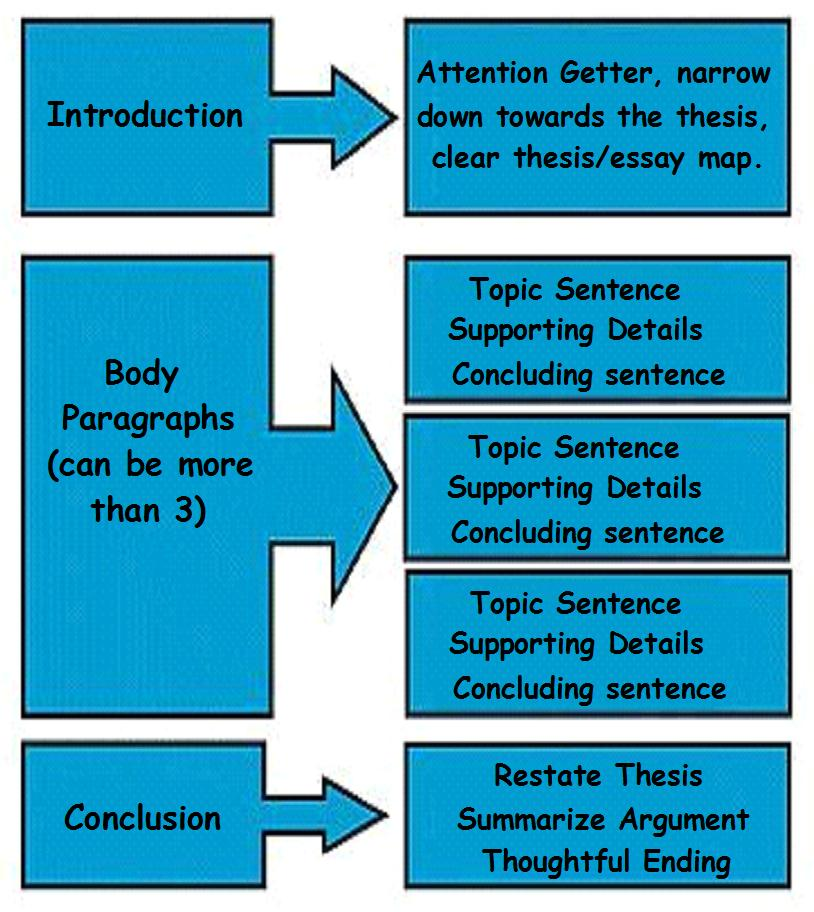 Introduction
Attention Getter, narrow
down towards the thesis,
clear thesis/essay map.
Body
Paragraphs
(can be more
than 3)
Topic Sentence
Supporting Details
Concluding sentence
Topic Sentence
Supporting Details
Concluding sentence
Topic Sentence
Supporting Details
Concluding sentence
Conclusion
Restate Thesis
Summarize Argument
Thoughtful Ending